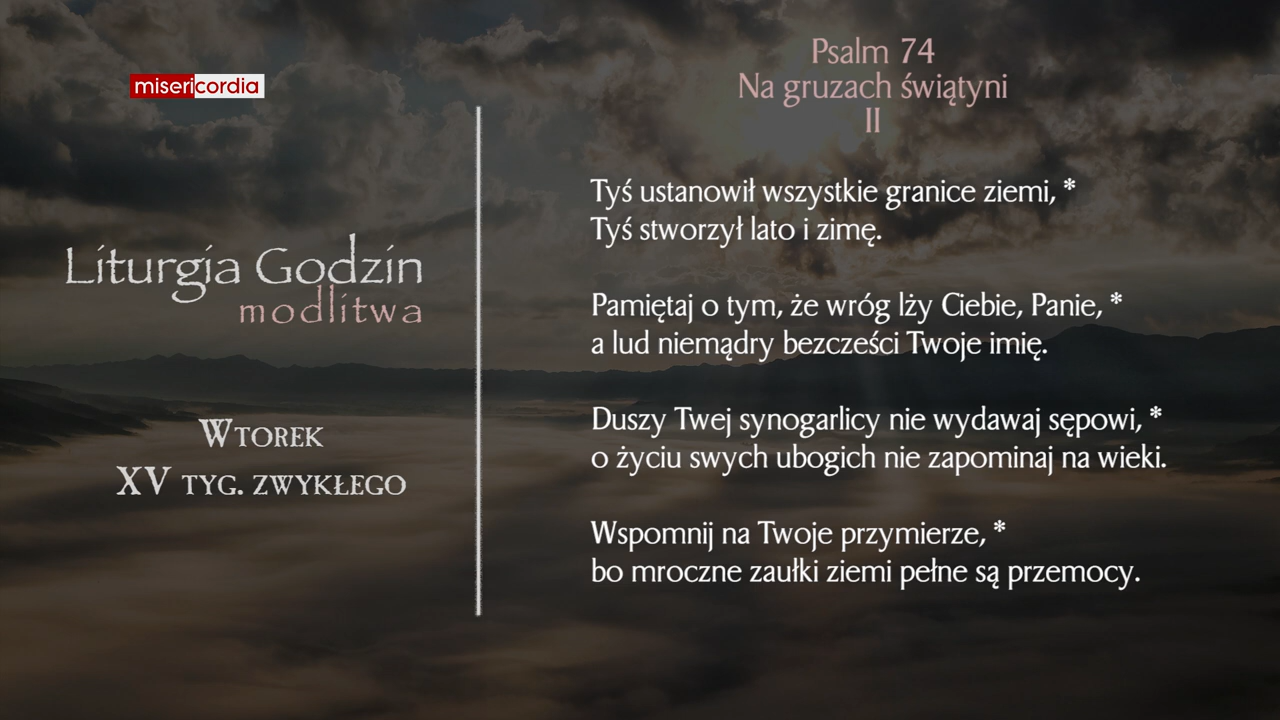 misericordia
Liturgia Godzin
modlitwa
Wtorek
XV tyg. zwykłego
Psalm 74
Na gruzach świątyni
II
Tyś ustanowił wszystkie granice ziemi, *
Tyś stworzył lato i zimę.
Pamiętaj o tym, że wróg lży Ciebie, Panie, *
a lud niemądry bezcześci Twoje imię.
Duszy Twej synogarlicy nie wydawaj sępowi, *
o życiu swych ubogich nie zapominaj na wieki.
Wspomnij na Twoje przymierze, *
bo mroczne zaułki ziemi pełne są przemocy.